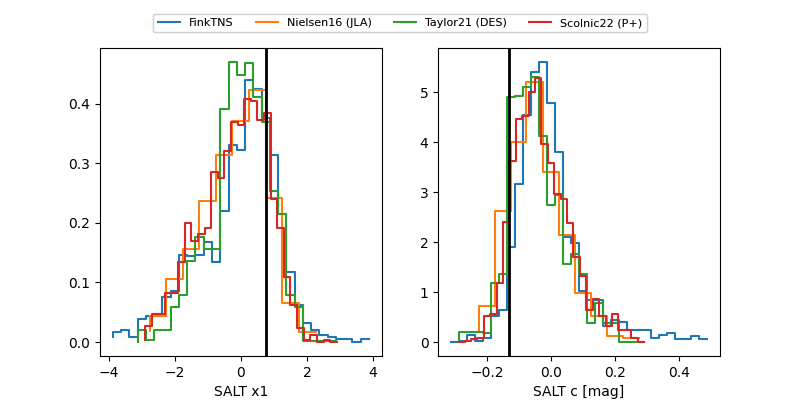 FinkTNS Nielsen16 (JLA) Taylor21 (DES) Scolnic22 (P+)
0.4
0.3
0.2
0.1
0.0
−4 −2 0 2 4
SALT x1
5
4
3
2
1
0
−0.2 0.0 0.2 0.4
SALT c [mag]